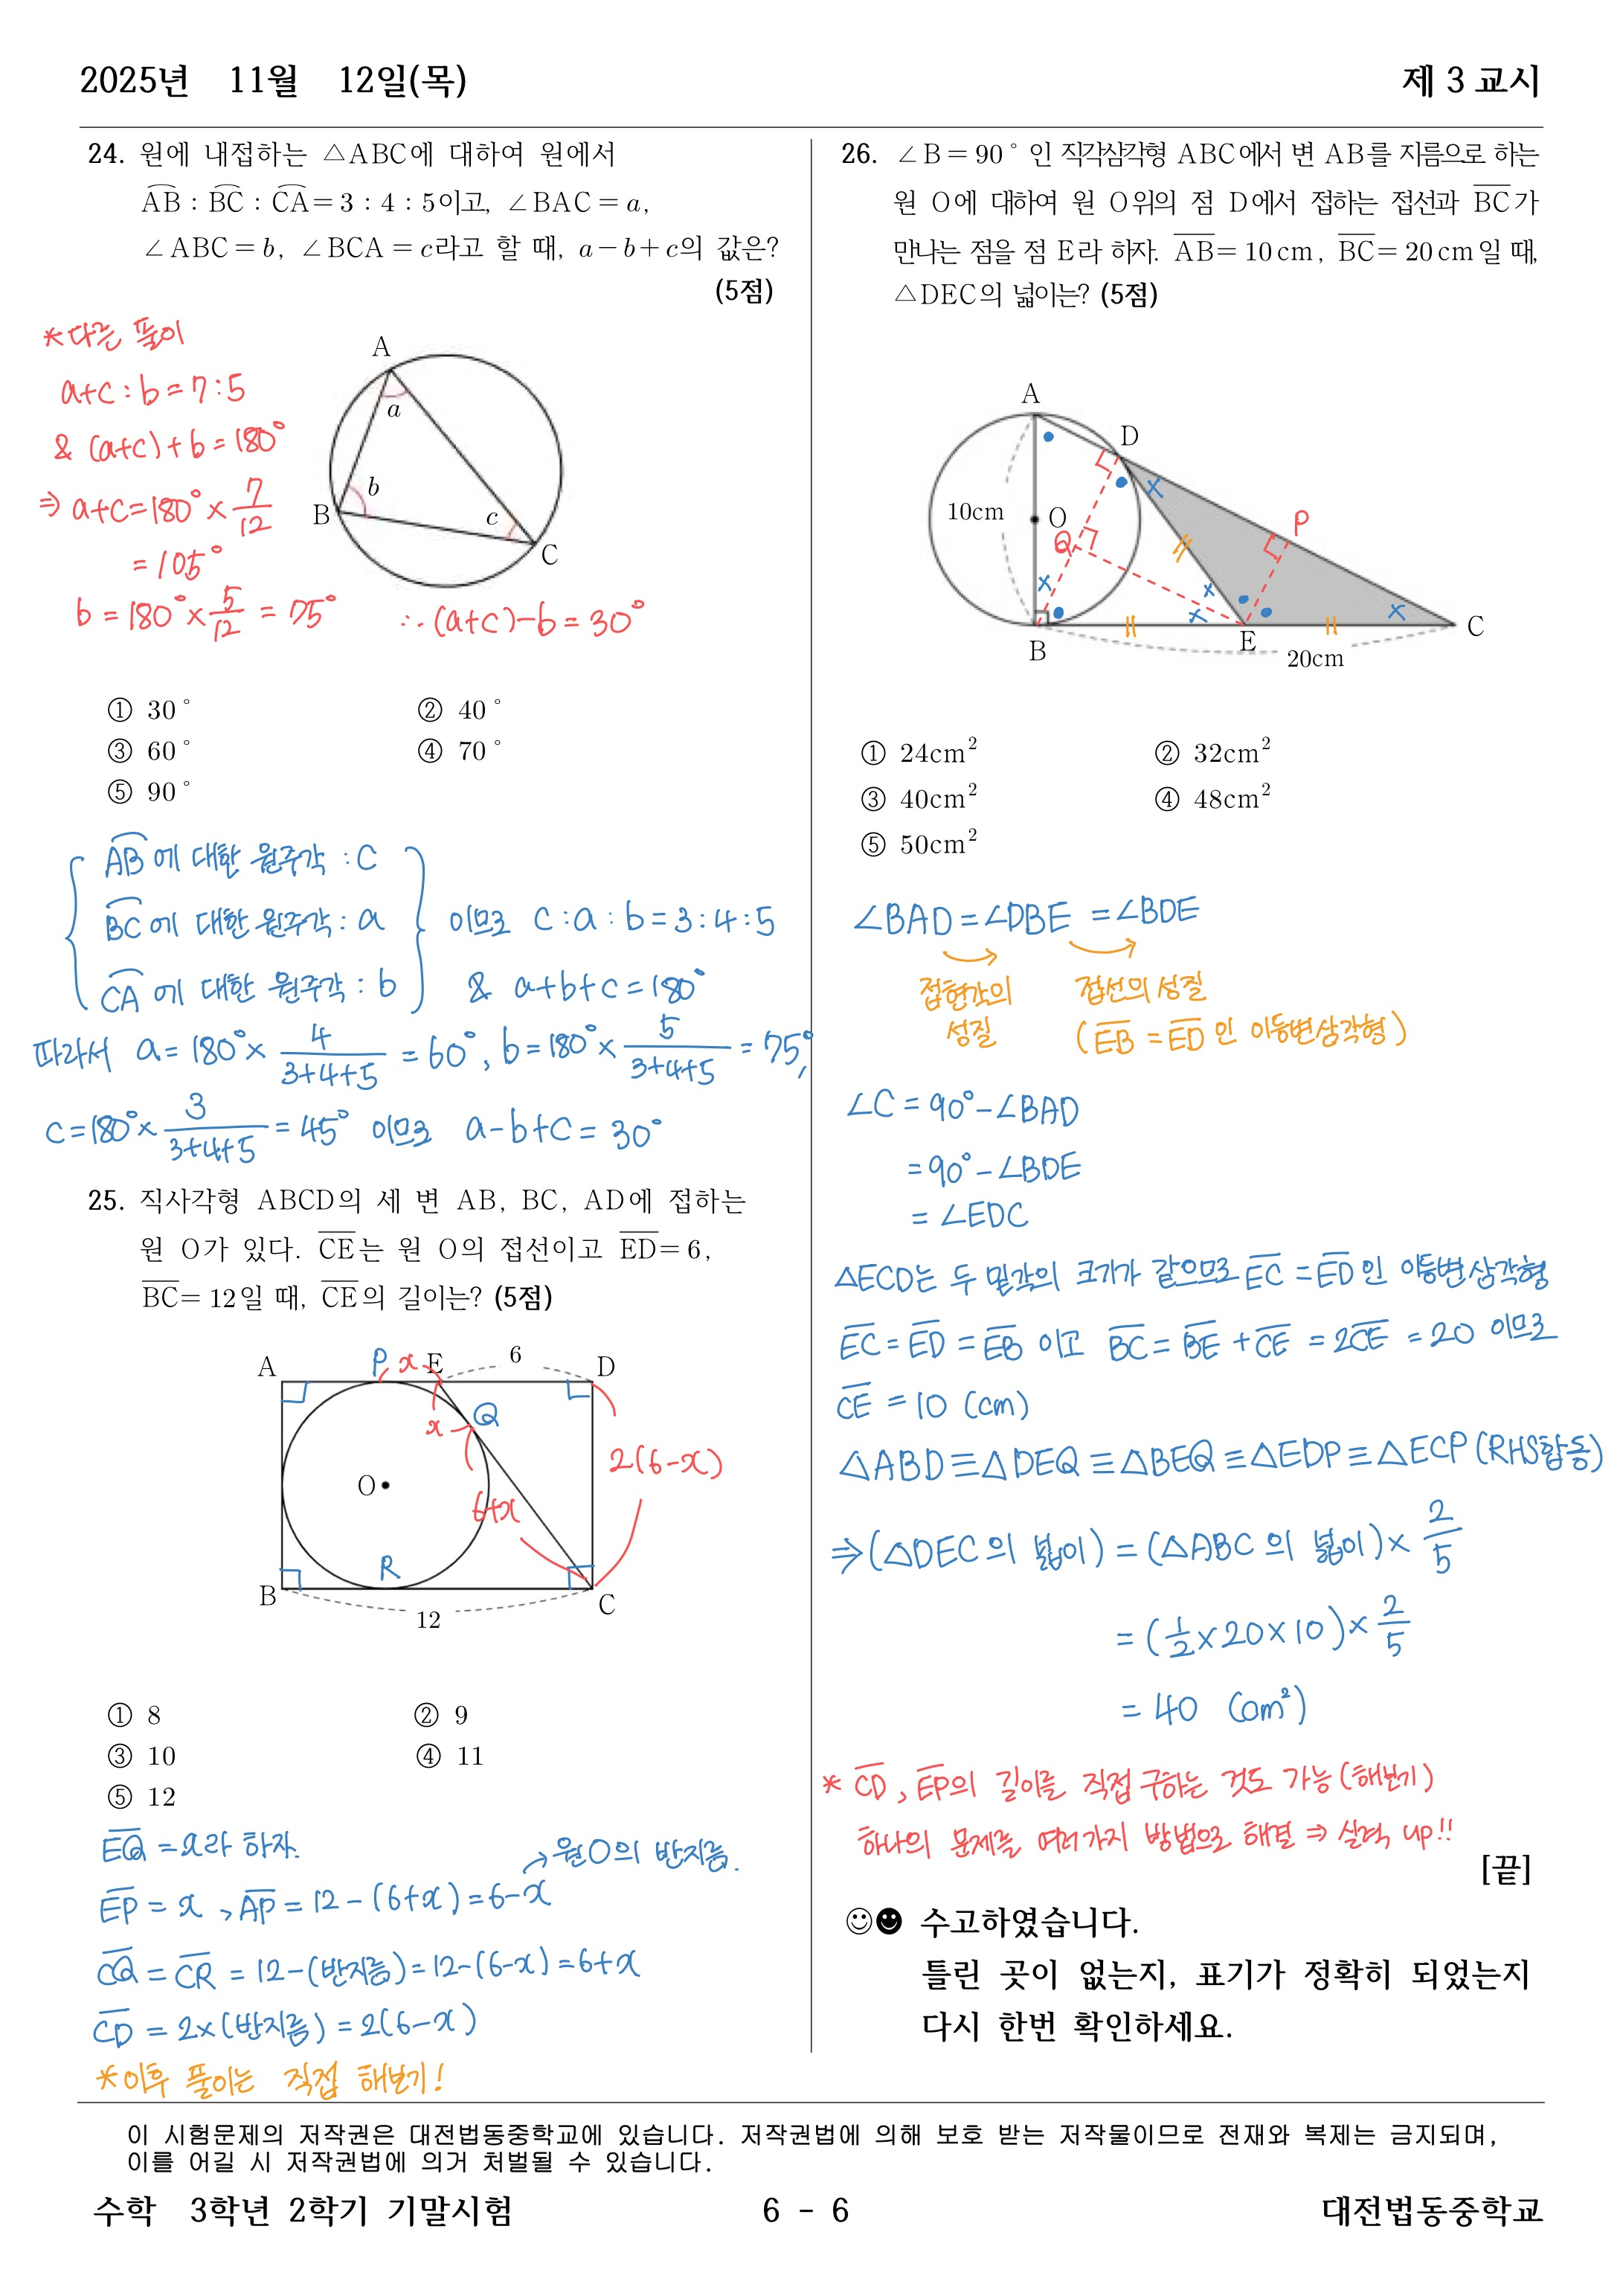 2025년 11월 12일(목)
제 3 교시
24. 원에 내접하는 △ABC에 대하여 원에서
AB : BC : CA = 3 : 4 : 5이고, ∠BAC = a,
∠ABC = b, ∠BCA = c라고 할 때, a − b + c의 값은?
(5점)
*다른 풀이
a+c : b = 7 : 5
& (a+c) + b = 180°
⇒ a+c = 180° × 7/12
= 105°
b = 180° × 5/12 = 75° ∴ (a+c) − b = 30°
A
a
B
b
c
C
① 30°
② 40°
③ 60°
④ 70°
⑤ 90°
AB에 대한 원주각 : C
BC에 대한 원주각 : a
CA에 대한 원주각 : b
이므로 c : a : b = 3 : 4 : 5
& a+b+c = 180°
따라서 a = 180° × 4/(3+4+5) = 60°, b = 180° × 5/(3+4+5) = 75°,
c = 180° × 3/(3+4+5) = 45° 이므로 a−b+c = 30°
25. 직사각형 ABCD의 세 변 AB, BC, AD에 접하는
원 O가 있다. CE는 원 O의 접선이고 ED = 6,
BC = 12일 때, CE의 길이는? (5점)
A
P
x
E
6
D
x
Q
2(6−x)
O
6+x
R
B
12
C
① 8
② 9
③ 10
④ 11
⑤ 12
EQ = x라 하자.
→ 원O의 반지름.
EP = x, AP = 12 − (6+x) = 6−x
CQ = CR = 12−(반지름) = 12−(6−x) = 6+x
CD = 2×(반지름) = 2(6−x)
*이후 풀이는 직접 해보기!
26. ∠B = 90° 인 직각삼각형 ABC에서 변 AB를 지름으로 하는
원 O에 대하여 원 O위의 점 D에서 접하는 접선과 BC가
만나는 점을 점 E라 하자. AB = 10cm, BC = 20cm일 때,
△DEC의 넓이는? (5점)
A
D
10cm
O
Q
P
B
E
C
20cm
① 24cm²
② 32cm²
③ 40cm²
④ 48cm²
⑤ 50cm²
∠BAD = ∠DBE = ∠BDE
접현각의
성질
접선의 성질
(EB = ED인 이등변삼각형)
∠C = 90° − ∠BAD
= 90° − ∠BDE
= ∠EDC
△ECD는 두 밑각의 크기가 같으므로 EC = ED인 이등변삼각형
EC = ED = EB 이고 BC = BE + CE = 2CE = 20 이므로
CE = 10 (cm)
△ABD ≡ △DEQ ≡ △BEQ ≡ △EDP ≡ △ECP (RHS합동)
⇒ (△DEC의 넓이) = (△ABC의 넓이) × 2/5
= (1/2 × 20 × 10) × 2/5
= 40 (cm²)
* CD, EP의 길이를 직접 구하는 것도 가능 (해보기)
하나의 문제를 여러가지 방법으로 해결 ⇒ 실력 up!!
[끝]
☺☻ 수고하였습니다.
틀린 곳이 없는지, 표기가 정확히 되었는지
다시 한번 확인하세요.
이 시험문제의 저작권은 대전법동중학교에 있습니다. 저작권법에 의해 보호 받는 저작물이므로 전재와 복제는 금지되며,
이를 어길 시 저작권법에 의거 처벌될 수 있습니다.
수학 3학년 2학기 기말시험
6 - 6
대전법동중학교